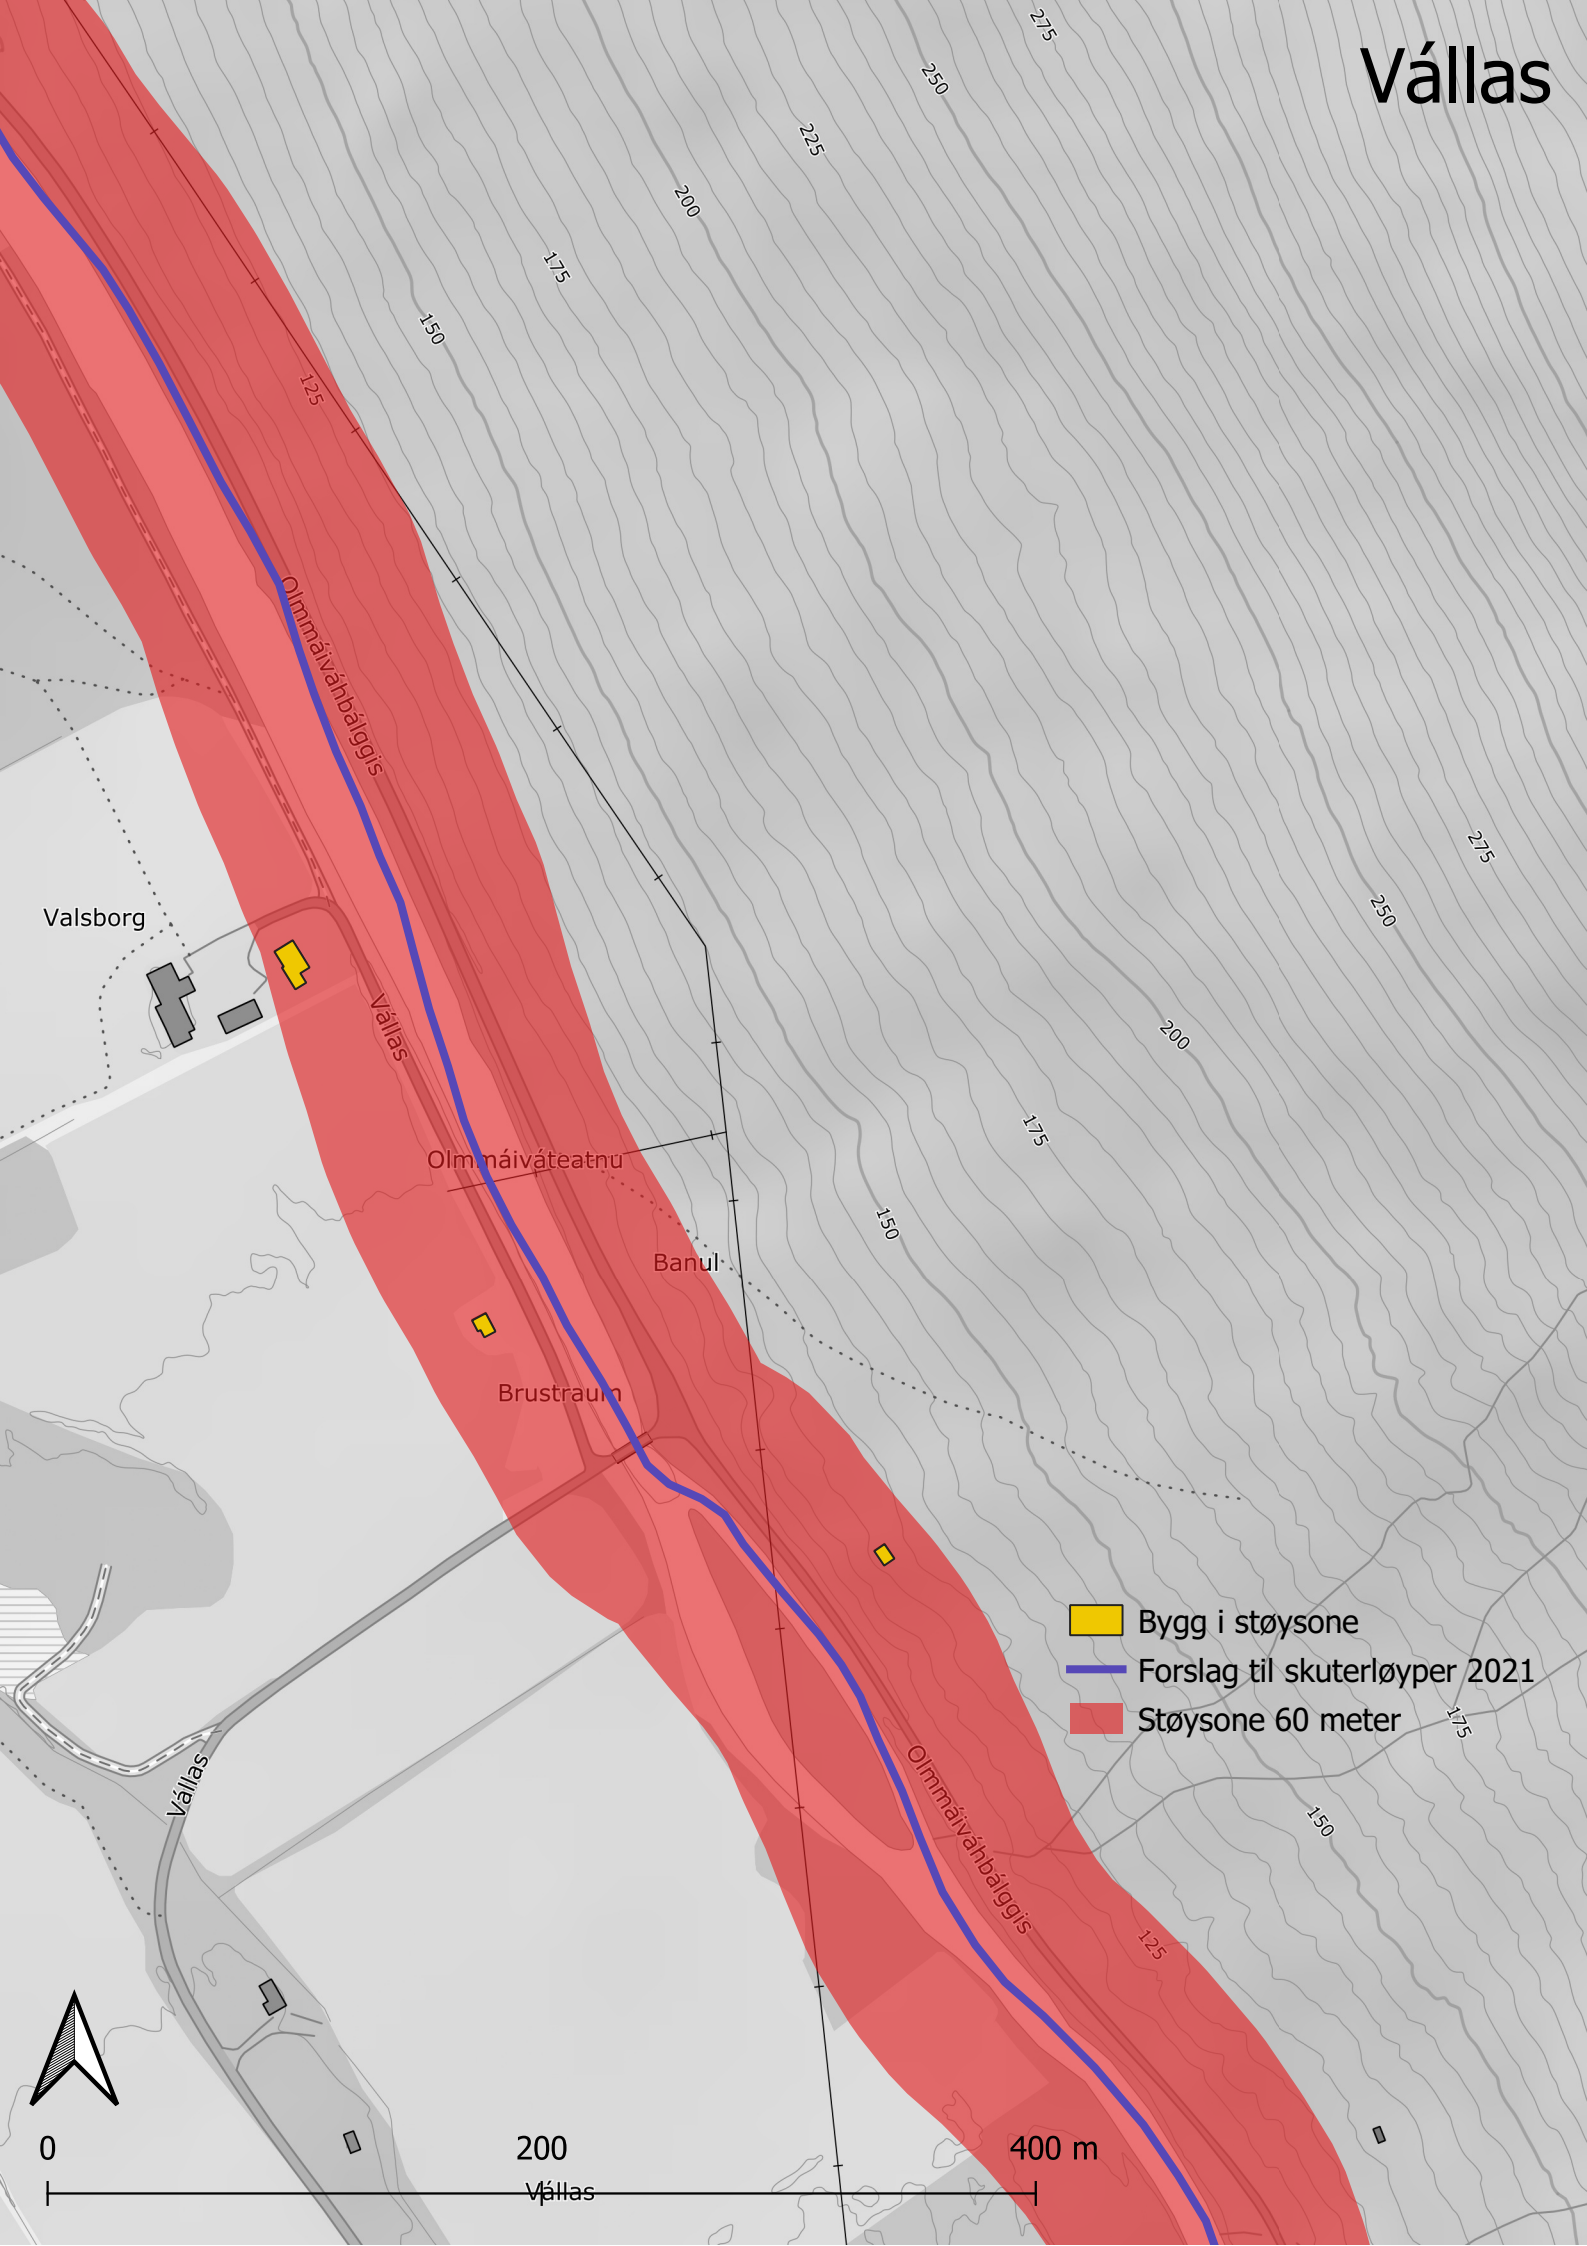 Vállas
275
250
225
200
175
150
125
Olmmáiváhbálggis
275
250
Valsborg
Vállas
200
175
Olmmáiváteatnu
150
Banul
Brustraum
Bygg i støysone
Forslag til skuterløyper 2021
Støysone 60 meter
175
Olmmáiváhbálggis
Vállas
150
125
0
200
400 m
Vállas